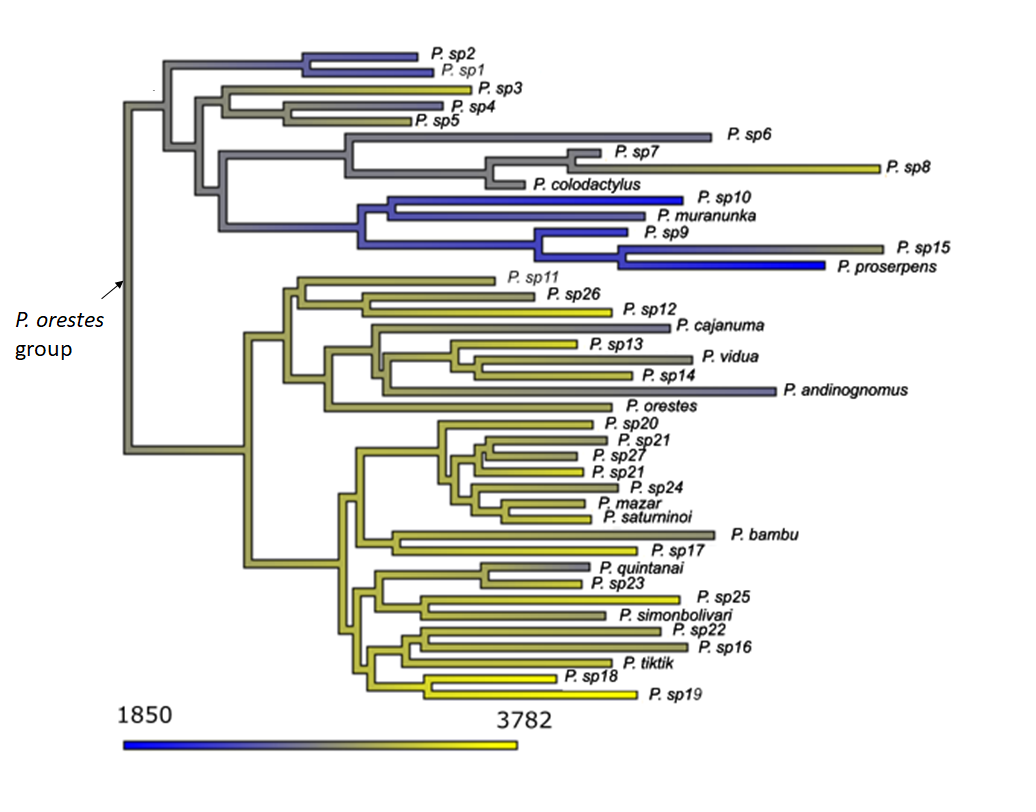 P. sp2
P. sp1
P. sp3
P. sp4
P. sp5
P. sp6
P. sp7
P. sp8
P. colodactylus
P. sp10
P. muranunka
P. sp9
P. sp15
P. proserpens
P. sp11
P. sp26
P. orestes
group
P. sp12
P. cajanuma
P. sp13
P. vidua
P. sp14
P. andinognomus
P. orestes
P. sp20
P. sp21
P. sp27
P. sp21
P. sp24
P. mazar
P. saturninoi
P. bambu
P. sp17
P. quintanai
P. sp23
P. sp25
P. simonbolivari
P. sp22
P. sp16
P. tiktik
P. sp18
P. sp19
1850
3782